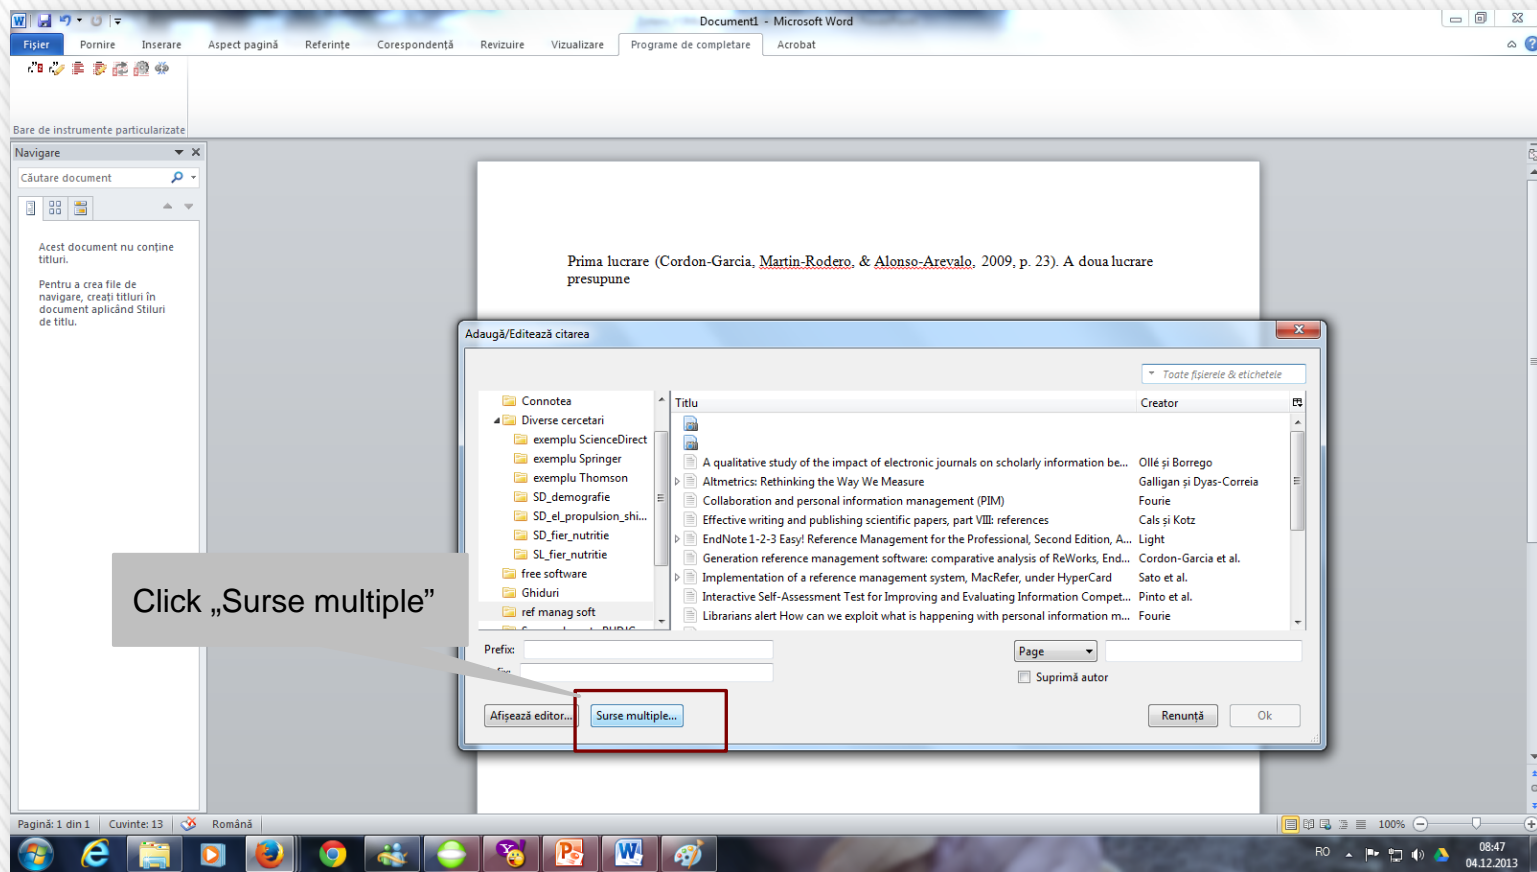 Document1 - Microsoft Word
Fișier Pornire Inserare Aspect pagină Referințe Corespondență Revizuire Vizualizare Programe de completare Acrobat
Bare de instrumente particularizate
Navigare
Căutare document
Acest document nu conține
titluri.
Pentru a crea file de
navigare, creați titluri în
document aplicând Stiluri
de titlu.
Prima lucrare (Cordon-Garcia, Martin-Rodero, & Alonso-Arevalo, 2009, p. 23). A doua lucrare
presupune
Adaugă/Editează citarea
Toate fișierele & etichetele
Connotea
Diverse cercetari
exemplu ScienceDirect
exemplu Springer
exemplu Thomson
SD_demografie
SD_el_propulsion_shi...
SD_fier_nutritie
SL_fier_nutritie
free software
Ghiduri
ref manag soft
Titlu Creator
A qualitative study of the impact of electronic journals on scholarly information be... Ollé și Borrego
Altmetrics: Rethinking the Way We Measure Galligan și Dyas-Correia
Collaboration and personal information management (PIM) Fourie
Effective writing and publishing scientific papers, part VIII: references Cals și Kotz
EndNote 1-2-3 Easy! Reference Management for the Professional, Second Edition, A... Light
Generation reference management software: comparative analysis of ReWorks, End... Cordon-Garcia et al.
Implementation of a reference management system, MacRefer, under HyperCard Sato et al.
Interactive Self-Assessment Test for Improving and Evaluating Information Compet... Pinto et al.
Librarians alert How can we exploit what is happening with personal information m... Fourie
Click „Surse multiple”
Prefix:
Page
Suprimă autor
Afișează editor... Surse multiple... Renunță Ok
Pagină: 1 din 1 Cuvinte: 13 Română 100%
RO 08:47
04.12.2013